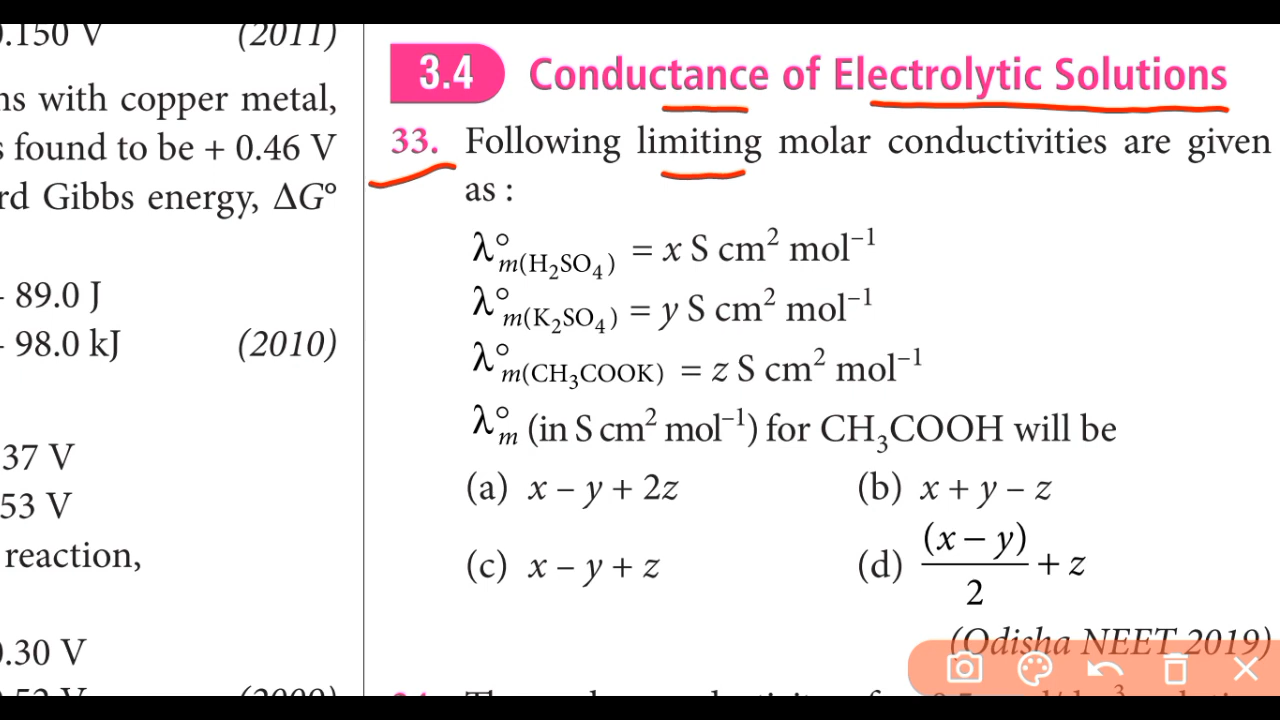 0.150 V (2011)
ns with copper metal,
s found to be + 0.46 V
rd Gibbs energy, ΔG°
– 89.0 J
– 98.0 kJ (2010)
37 V
53 V
reaction,
0.30 V
3.4 Conductance of Electrolytic Solutions
33. Following limiting molar conductivities are given
as :
λ°m(H₂SO₄) = x S cm² mol⁻¹
λ°m(K₂SO₄) = y S cm² mol⁻¹
λ°m(CH₃COOK) = z S cm² mol⁻¹
λ°m (in S cm² mol⁻¹) for CH₃COOH will be
(a) x – y + 2z (b) x + y – z
(c) x – y + z (d) (x – y)/2 + z
(Odisha NEET 2019)